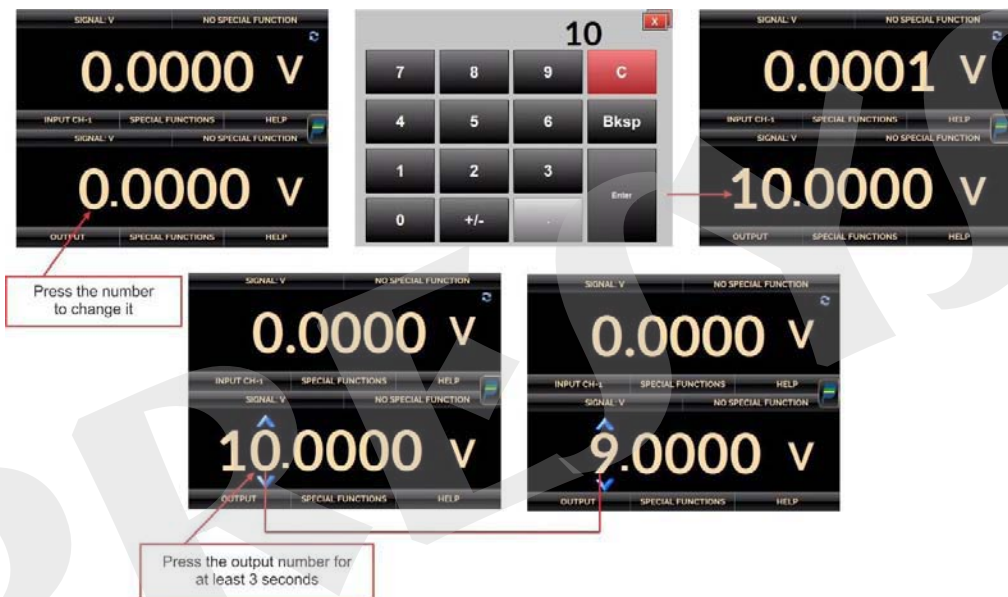 SIGNAL: V NO SPECIAL FUNCTION
0.0000 V
INPUT CH-1 SPECIAL FUNCTIONS HELP
SIGNAL: V NO SPECIAL FUNCTION
0.0000 V
OUTPUT SPECIAL FUNCTIONS HELP
Press the number
to change it
X
10
7 8 9 C
4 5 6 Bksp
1 2 3 Enter
0 +/- .
SIGNAL: V NO SPECIAL FUNCTION
0.0001 V
INPUT CH-1 SPECIAL FUNCTIONS HELP
SIGNAL: V NO SPECIAL FUNCTION
10.0000 V
OUTPUT SPECIAL FUNCTIONS HELP
SIGNAL: V NO SPECIAL FUNCTION
0.0000 V
INPUT CH-1 SPECIAL FUNCTIONS HELP
SIGNAL: V NO SPECIAL FUNCTION
10.0000 V
OUTPUT SPECIAL FUNCTIONS HELP
Press the output number for
at least 3 seconds
SIGNAL: V NO SPECIAL FUNCTION
0.0000 V
INPUT CH-1 SPECIAL FUNCTIONS HELP
SIGNAL: V NO SPECIAL FUNCTION
9.0000 V
OUTPUT SPECIAL FUNCTIONS HELP
PRESYS